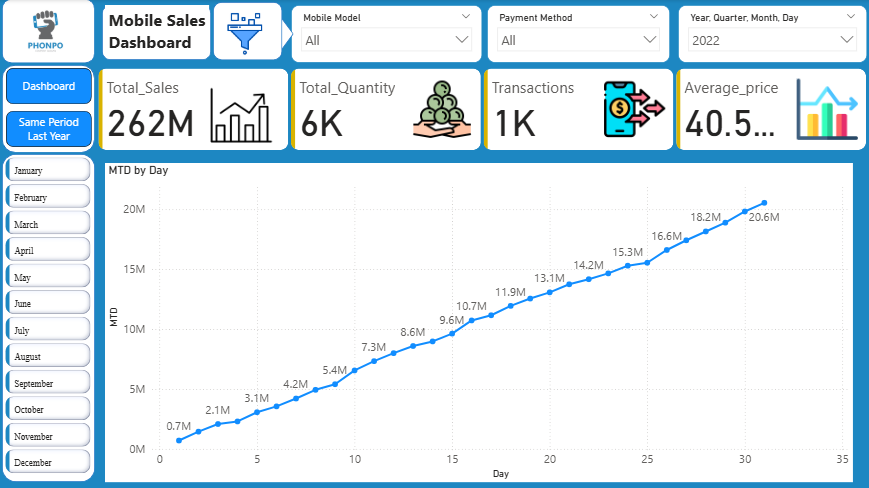 PHONPO
Mobile Sales
Dashboard
Mobile Model
All
Payment Method
All
Year, Quarter, Month, Day
2022
Dashboard
Same Period
Last Year
Total_Sales
262M
Total_Quantity
6K
Transactions
1K
$
Average_price
40.5...
January
February
March
April
May
June
July
August
September
October
November
December
MTD by Day
MTD
20M
15M
10M
5M
0M
0.7M
2.1M
3.1M
4.2M
5.4M
7.3M
8.6M
9.6M
10.7M
11.9M
13.1M
14.2M
15.3M
16.6M
18.2M
20.6M
0 5 10 15 20 25 30 35
Day